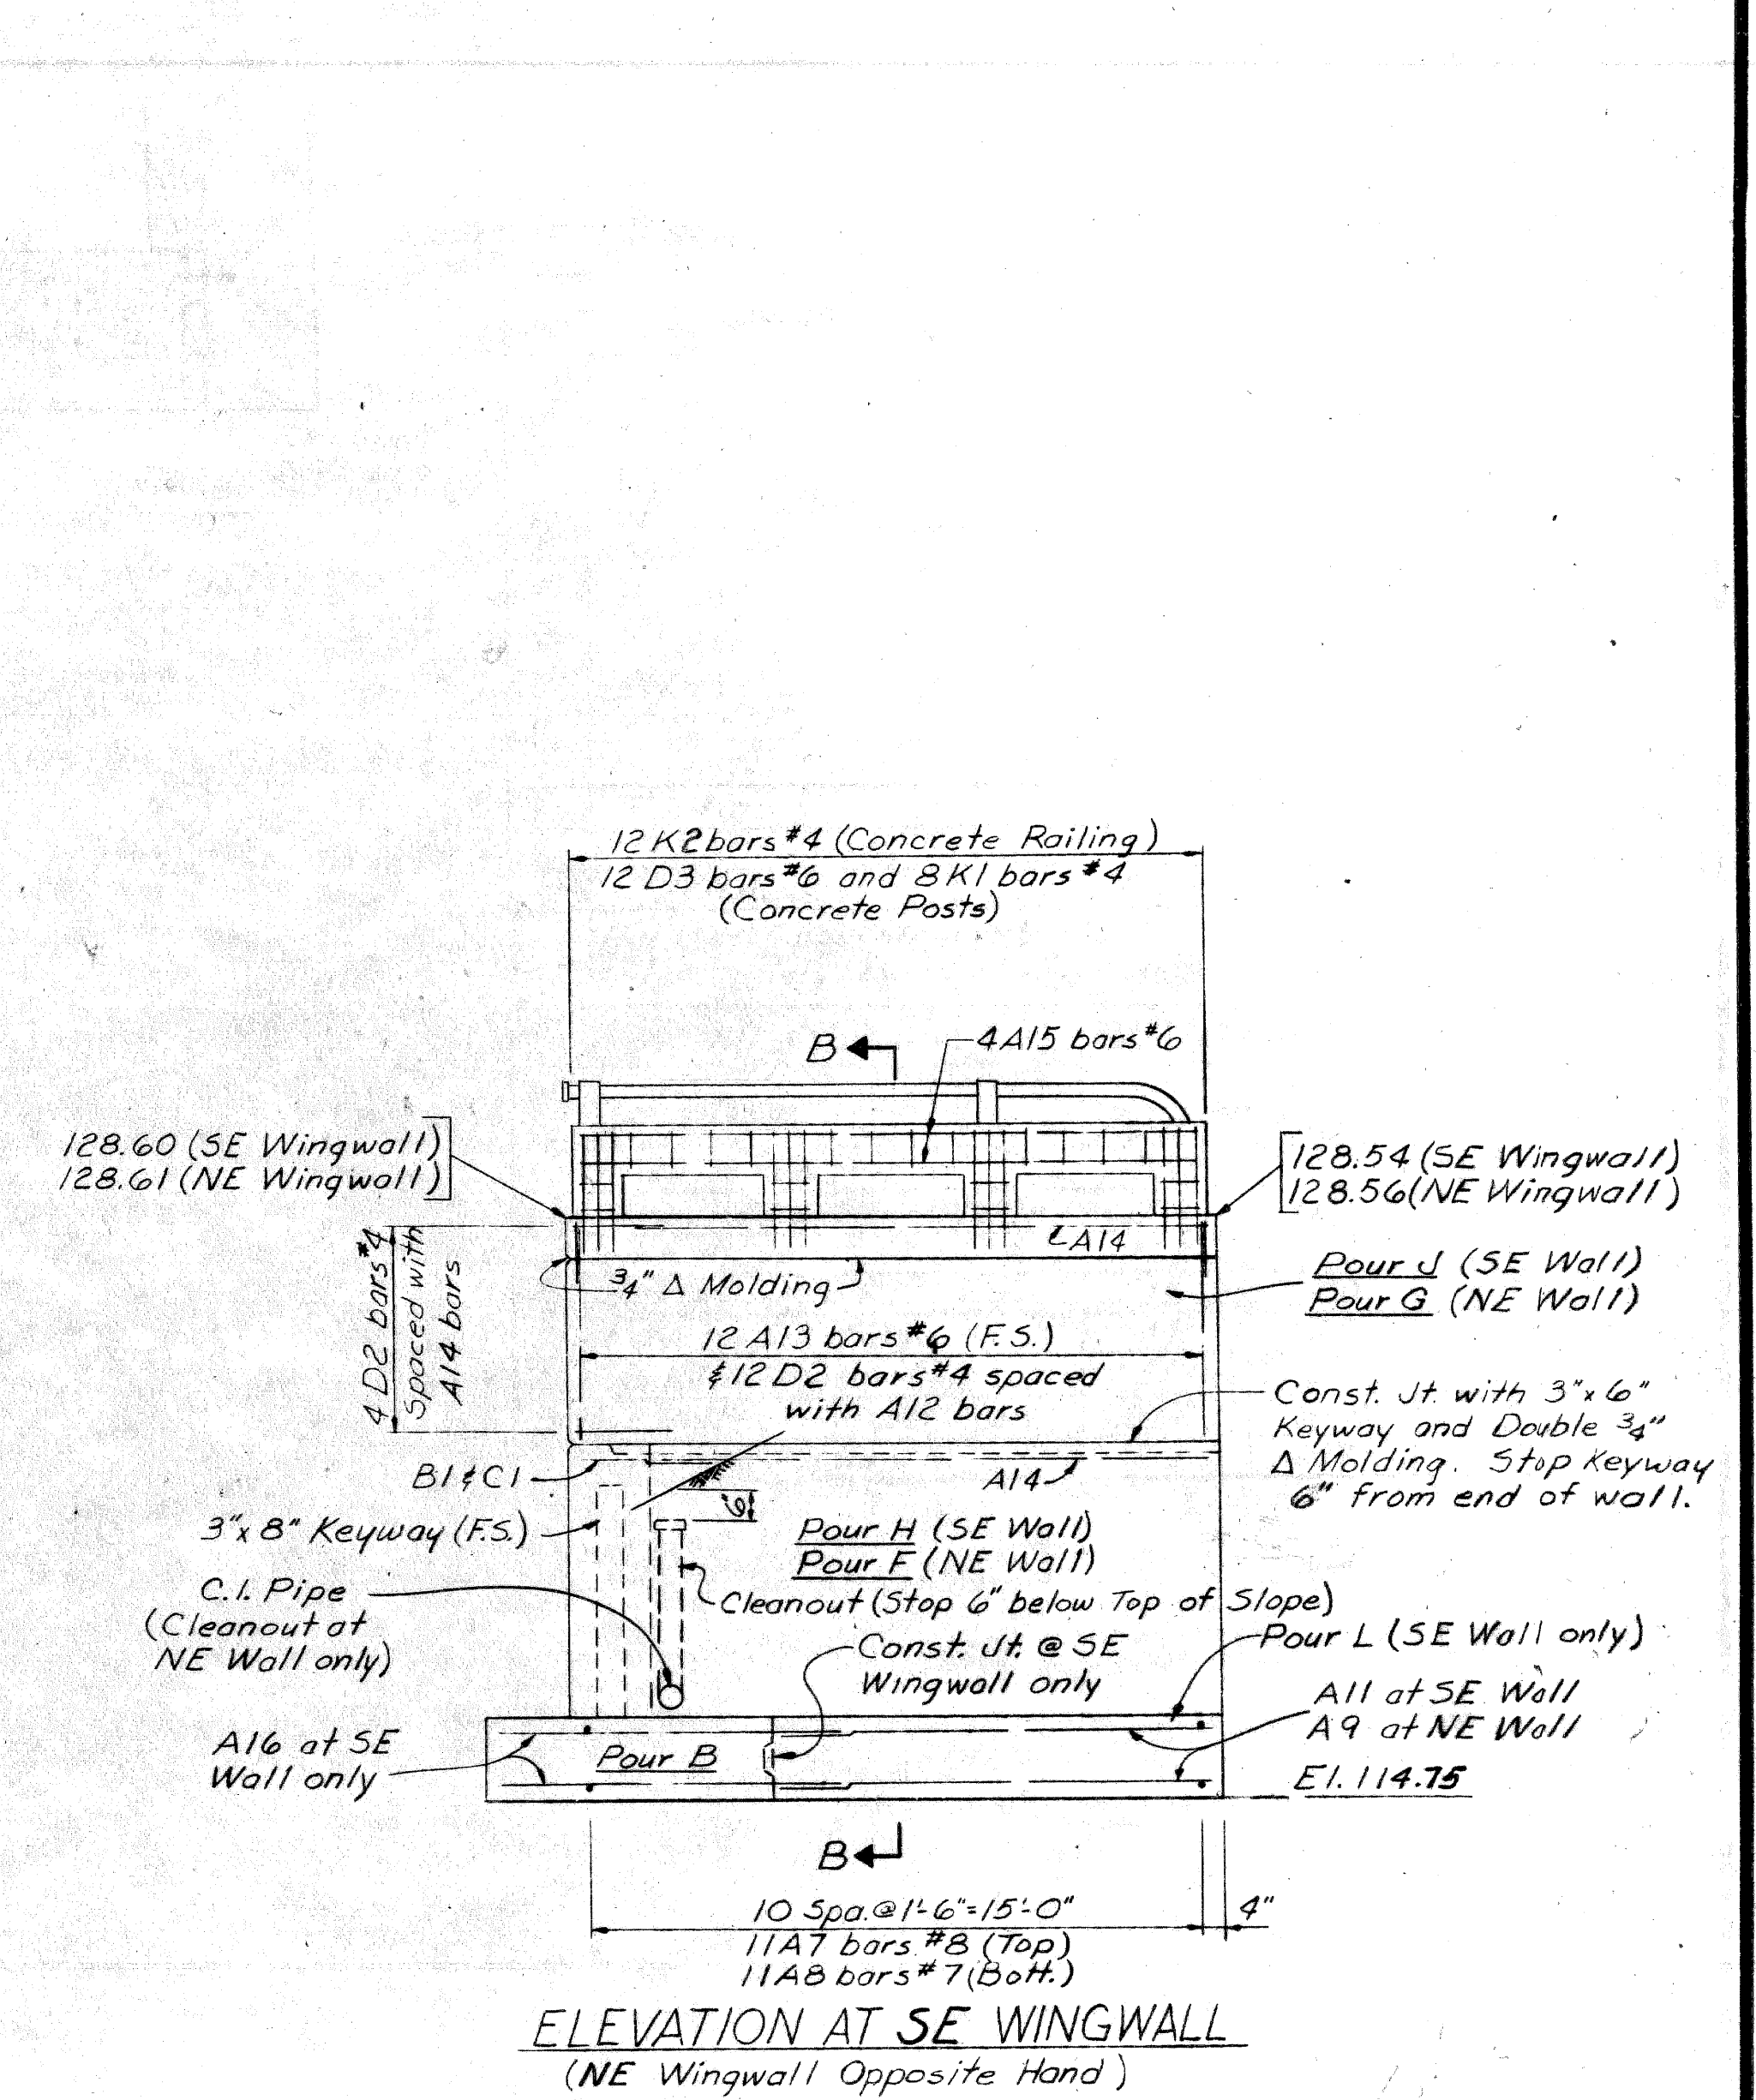 12 K2 bars #4 (Concrete Railing)
12 D3 bars #6 and 8 K1 bars #4
(Concrete Posts)
B
4 A15 bars #6
128.60 (SE Wingwall)
128.61 (NE Wingwall)
128.54 (SE Wingwall)
128.56 (NE Wingwall)
A14
4 D2 bars #4
Spaced with
A14 bars
3/4" Δ Molding
Pour J (SE Wall)
Pour G (NE Wall)
12 A13 bars #6 (F.S.)
& 12 D2 bars #4 spaced
with A12 bars
Const. Jt. with 3" x 6"
Keyway and Double 3/4"
Δ Molding. Stop Keyway
6" from end of wall.
B1 & C1
A14
6"
3" x 8" Keyway (F.S.)
Pour H (SE Wall)
Pour F (NE Wall)
C.I. Pipe
(Cleanout at
NE Wall only)
Cleanout (Stop 6" below Top of Slope)
Const. Jt. @ SE
Wingwall only
Pour L (SE Wall only)
A11 at SE Wall
A9 at NE Wall
A16 at SE
Wall only
Pour B
El. 114.75
B
10 Spa. @ 1'-6" = 15'-0"
4"
11 A7 bars #8 (Top)
11 A8 bars #7 (Bott.)
ELEVATION AT SE WINGWALL
(NE Wingwall Opposite Hand)